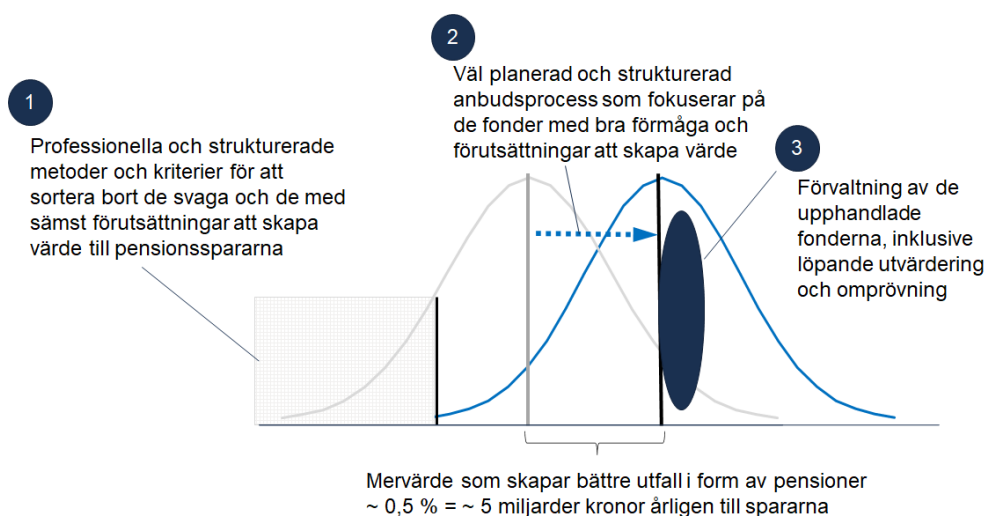 1
Professionella och strukturerade
metoder och kriterier för att
sortera bort de svaga och de med
sämst förutsättningar att skapa
värde till pensionsspararna
2
Väl planerad och strukturerad
anbudsprocess som fokuserar på
de fonder med bra förmåga och
förutsättningar att skapa värde
3
Förvaltning av de
upphandlade
fonderna, inklusive
löpande utvärdering
och omprövning
Mervärde som skapar bättre utfall i form av pensioner
~ 0,5 % = ~ 5 miljarder kronor årligen till spararna